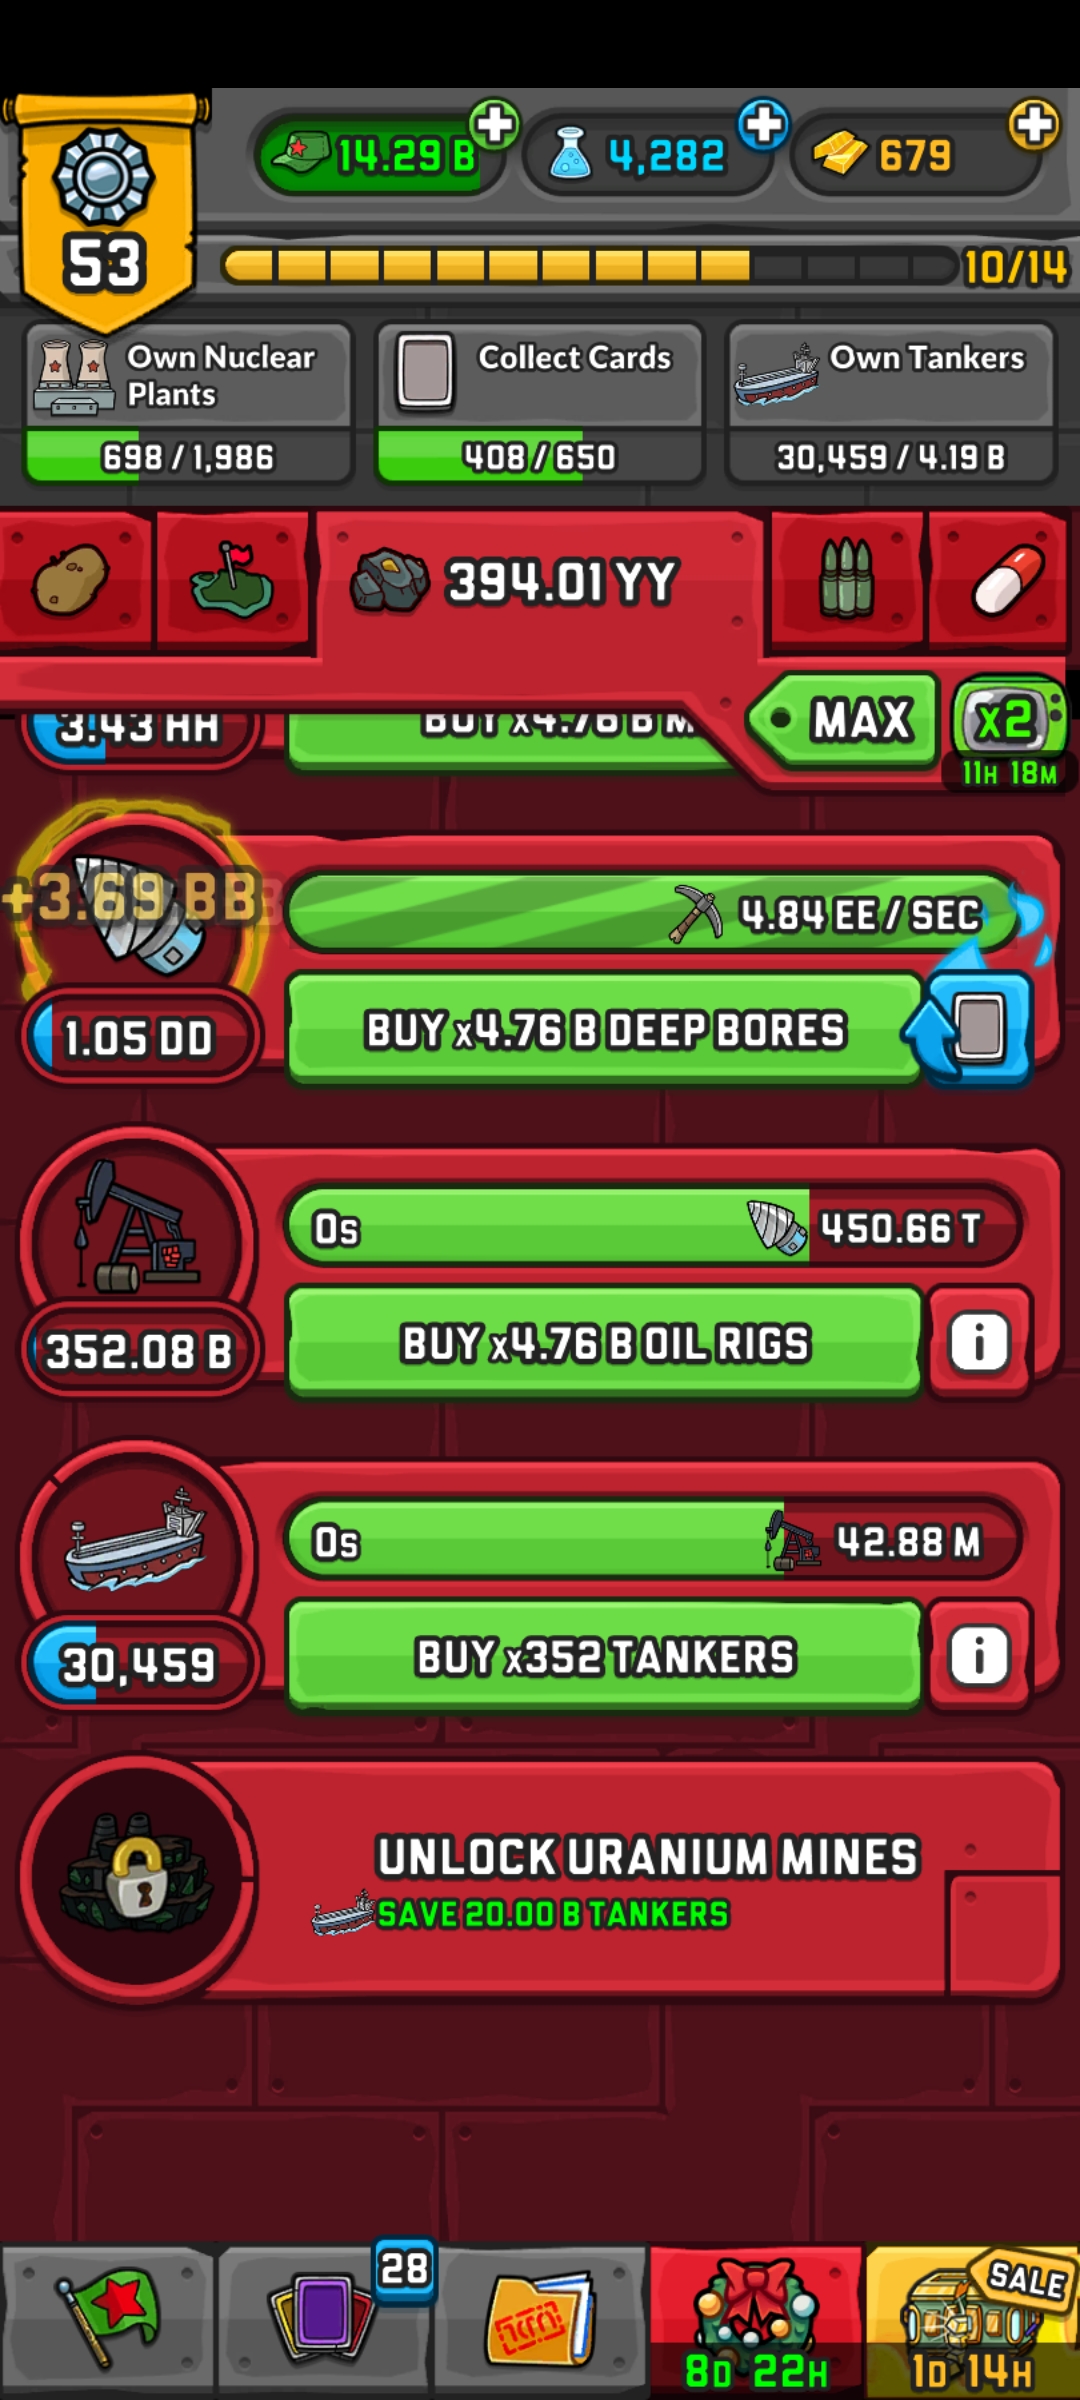 14.29 B
4,282
679
53
10/14
Own Nuclear
Plants
Collect Cards
Own Tankers
698 / 1,986
408 / 650
30,459 / 4.19 B
394.01 YY
MAX
x2
11H 18M
3.43 HH
BUY x4.76 B M
+3.69 BB
4.84 EE / SEC
1.05 DD
BUY x4.76 B DEEP BORES
0s
450.66 T
352.08 B
BUY x4.76 B OIL RIGS
i
0s
42.88 M
30,459
BUY x352 TANKERS
i
UNLOCK URANIUM MINES
SAVE 20.00 B TANKERS
28
SALE
8D 22H
1D 14H